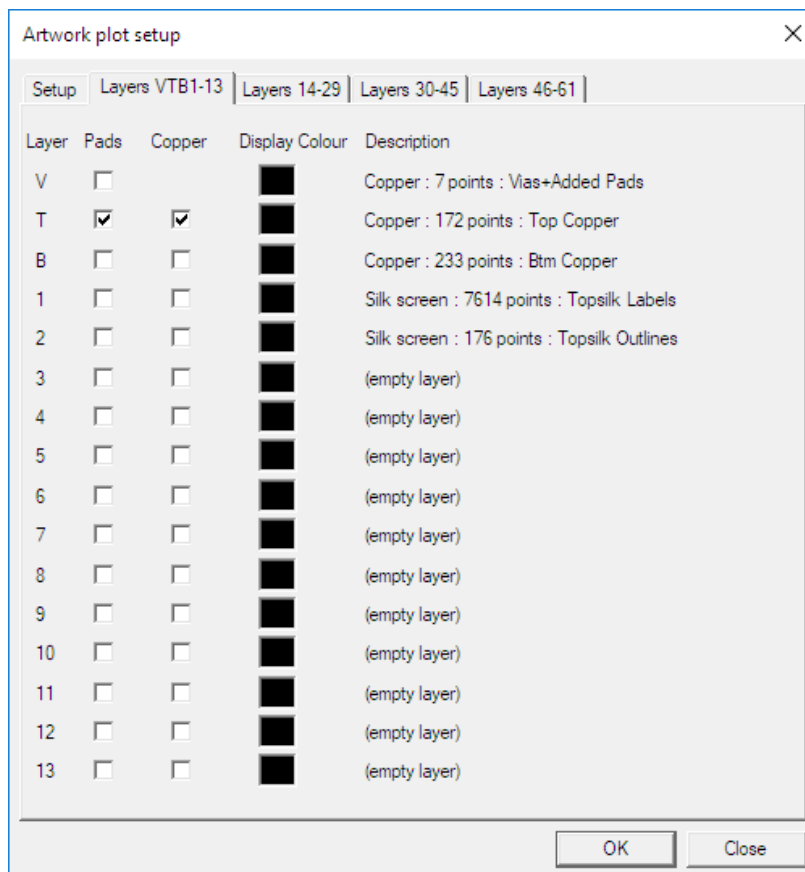 Artwork plot setup
Setup Layers VTB1-13 Layers 14-29 Layers 30-45 Layers 46-61
Layer Pads Copper Display Colour Description
V Copper : 7 points : Vias+Added Pads
T Copper : 172 points : Top Copper
B Copper : 233 points : Btm Copper
1 Silk screen : 7614 points : Topsilk Labels
2 Silk screen : 176 points : Topsilk Outlines
3 (empty layer)
4 (empty layer)
5 (empty layer)
6 (empty layer)
7 (empty layer)
8 (empty layer)
9 (empty layer)
10 (empty layer)
11 (empty layer)
12 (empty layer)
13 (empty layer)
OK Close